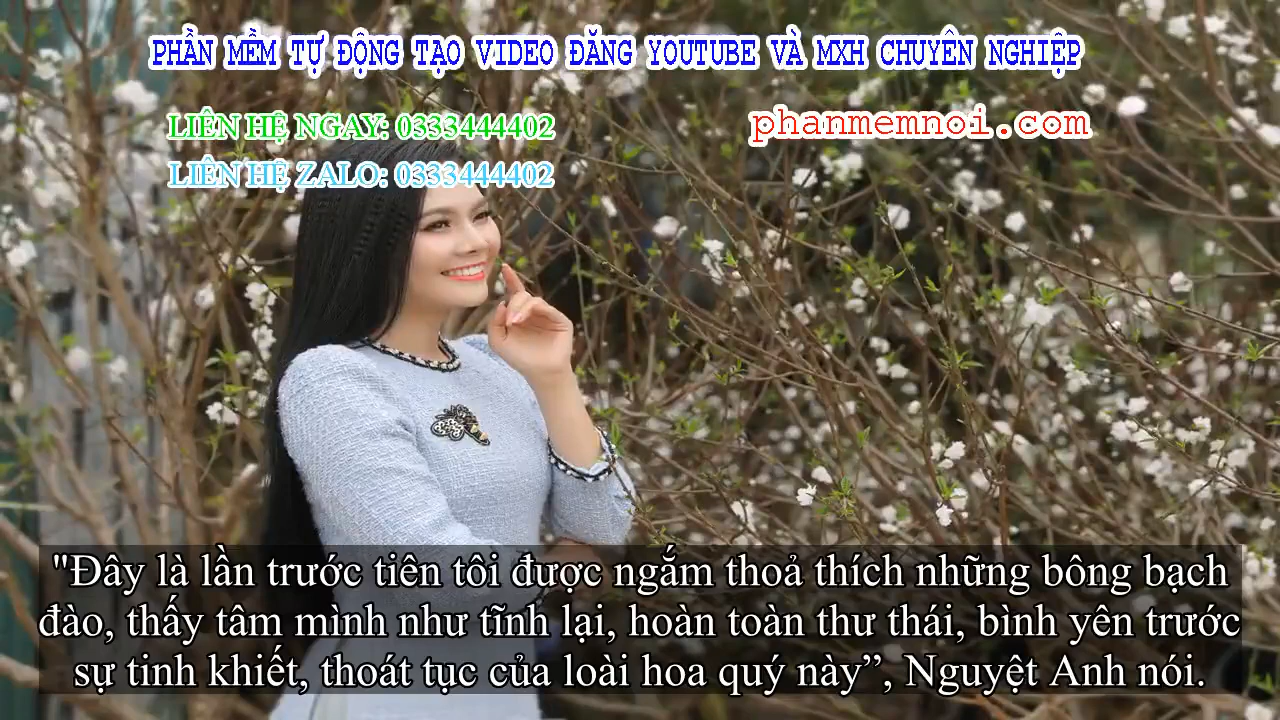 PHẦN MỀM TỰ ĐỘNG TẠO VIDEO ĐĂNG YOUTUBE VÀ MXH CHUYÊN NGHIỆP
LIÊN HỆ NGAY: 0333444402
phanmemnoi.com
LIÊN HỆ ZALO: 0333444402
"Đây là lần trước tiên tôi được ngắm thoả thích những bông bạch
đào, thấy tâm mình như tĩnh lại, hoàn toàn thư thái, bình yên trước
sự tinh khiết, thoát tục của loài hoa quý này”, Nguyệt Anh nói.